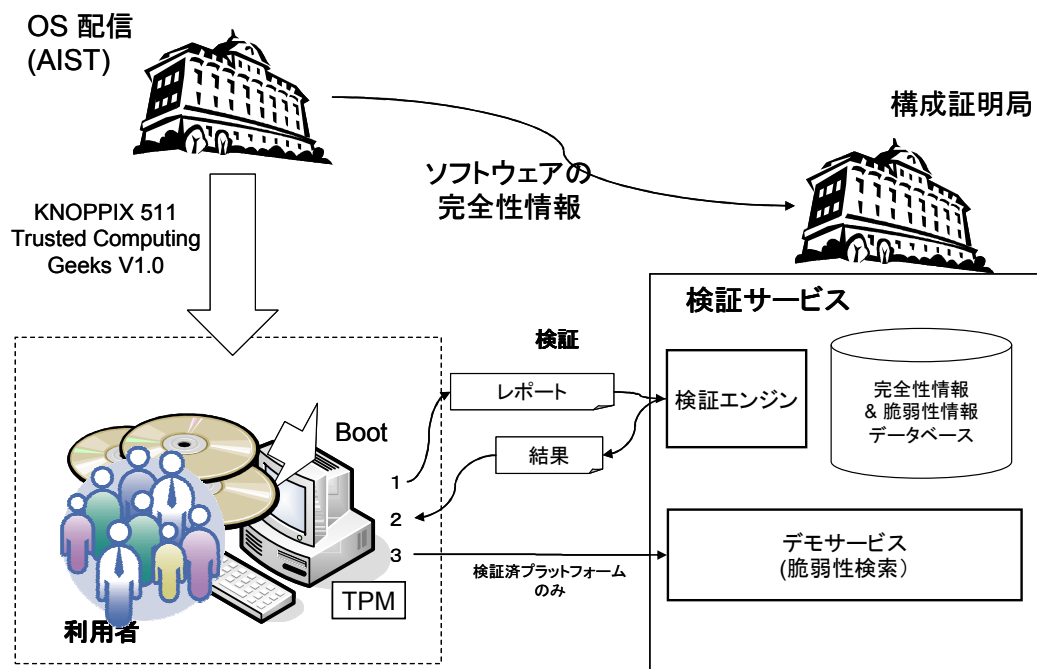 OS 配信
(AIST)
構成証明局
ソフトウェアの
完全性情報
KNOPPIX 511
Trusted Computing
Geeks V1.0
検証サービス
検証
レポート
検証エンジン
完全性情報
& 脆弱性情報
データベース
Boot
結果
1
2
3
検証済プラットフォーム
のみ
デモサービス
(脆弱性検索)
TPM
利用者